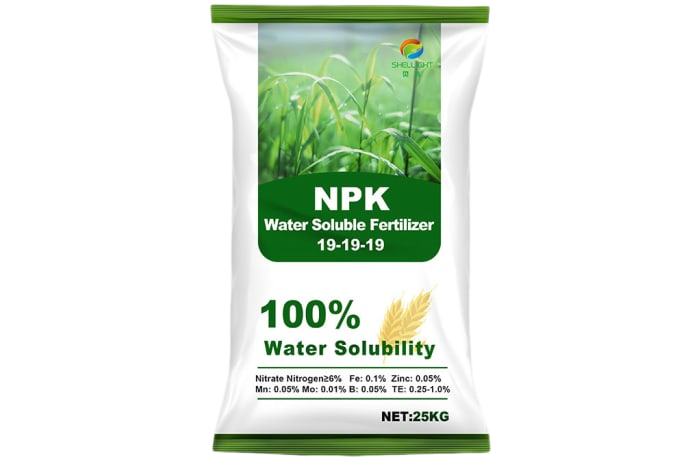 SHELLIGHT
NPK
Water Soluble Fertilizer
19-19-19
100%
Water Solubility
Nitrate Nitrogen≥6% Fe: 0.1% Zinc: 0.05%
Mn: 0.05% Mo: 0.01% B: 0.05% TE: 0.25-1.0%
NET:25KG